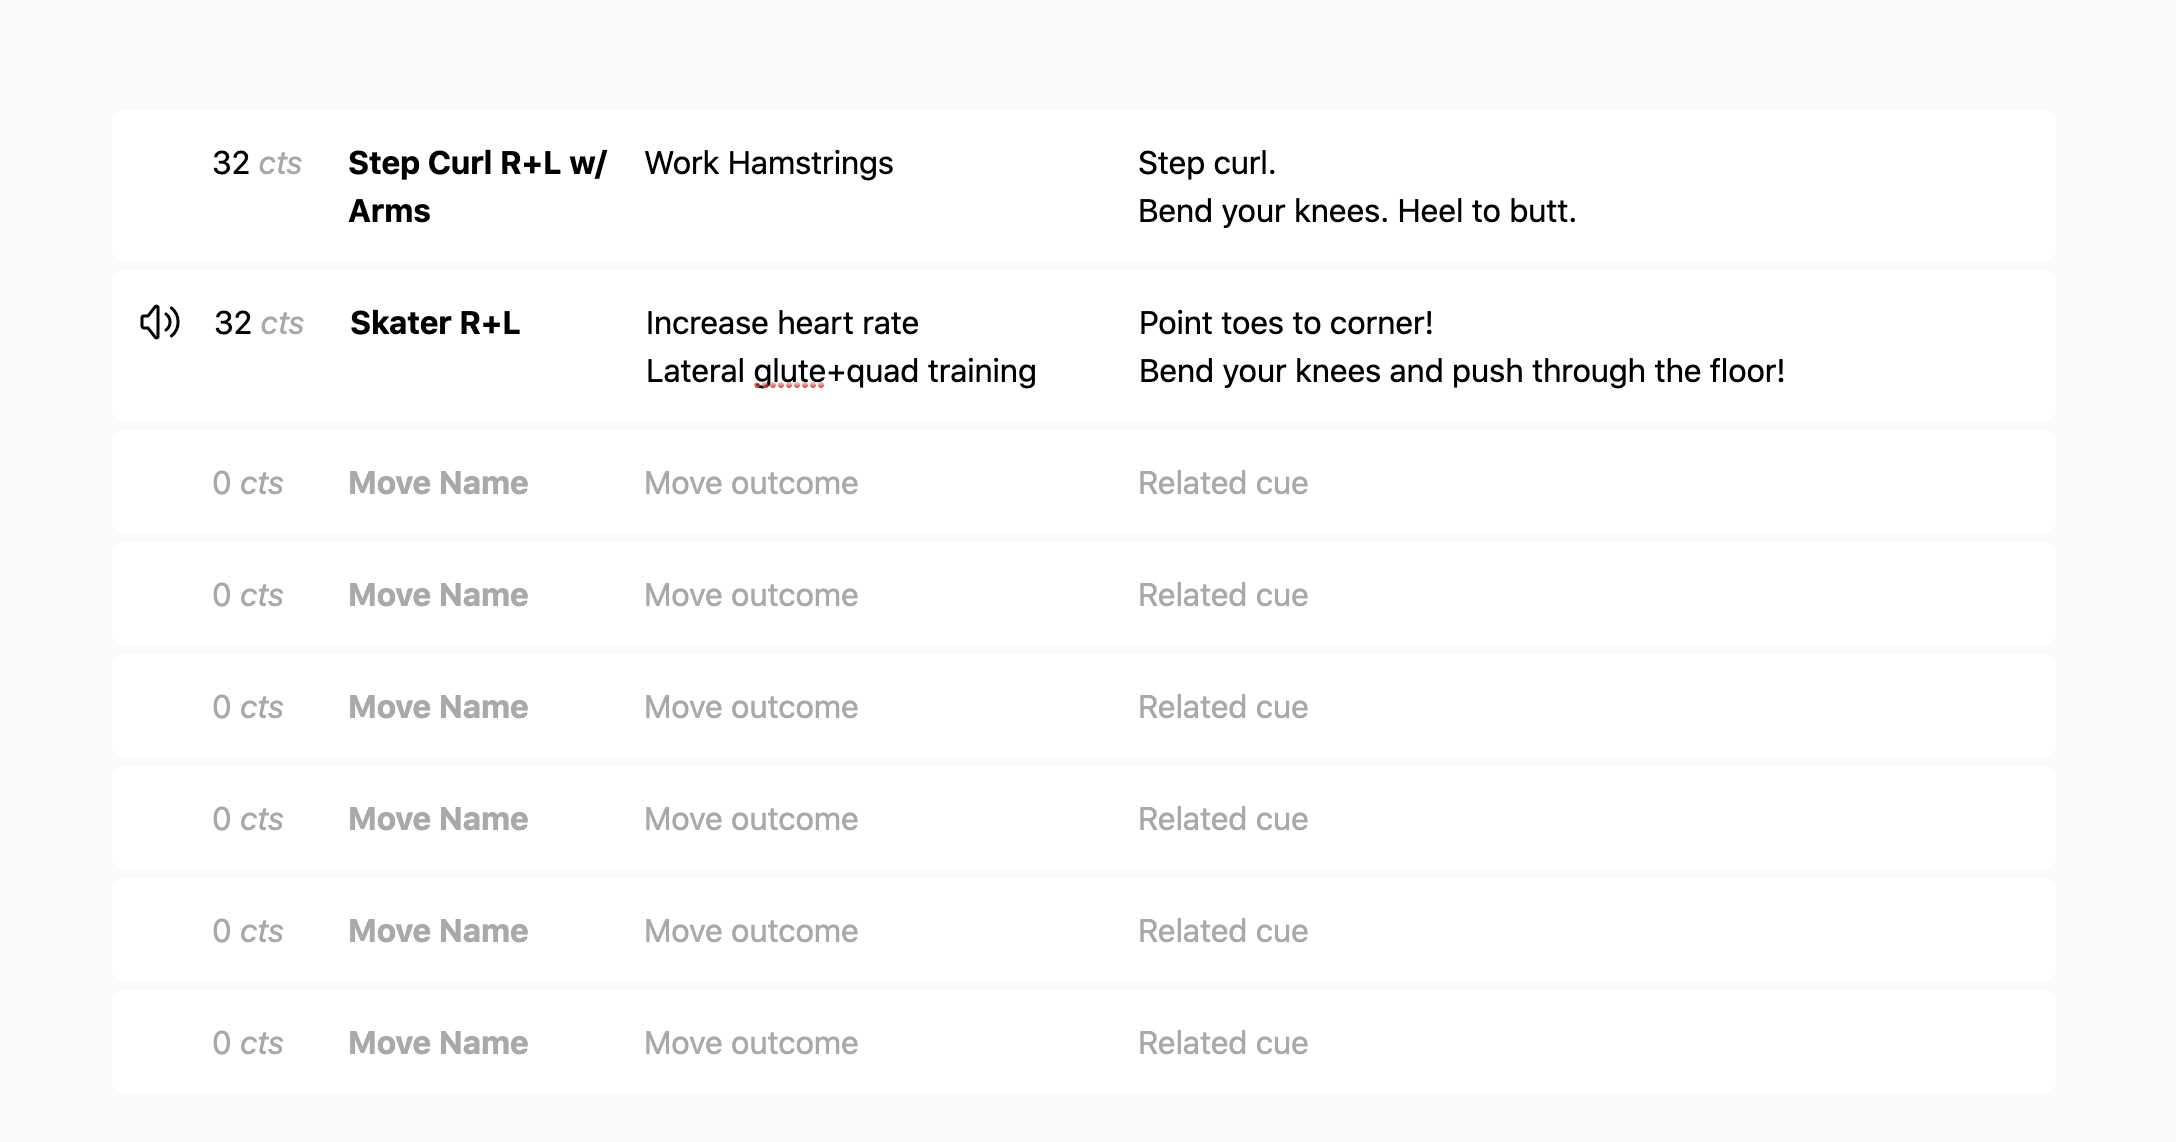 32 cts Step Curl R+L w/ Work Hamstrings Step curl.
Arms Bend your knees. Heel to butt.
32 cts Skater R+L Increase heart rate Point toes to corner!
Lateral glute+quad training Bend your knees and push through the floor!
0 cts Move Name Move outcome Related cue
0 cts Move Name Move outcome Related cue
0 cts Move Name Move outcome Related cue
0 cts Move Name Move outcome Related cue
0 cts Move Name Move outcome Related cue
0 cts Move Name Move outcome Related cue